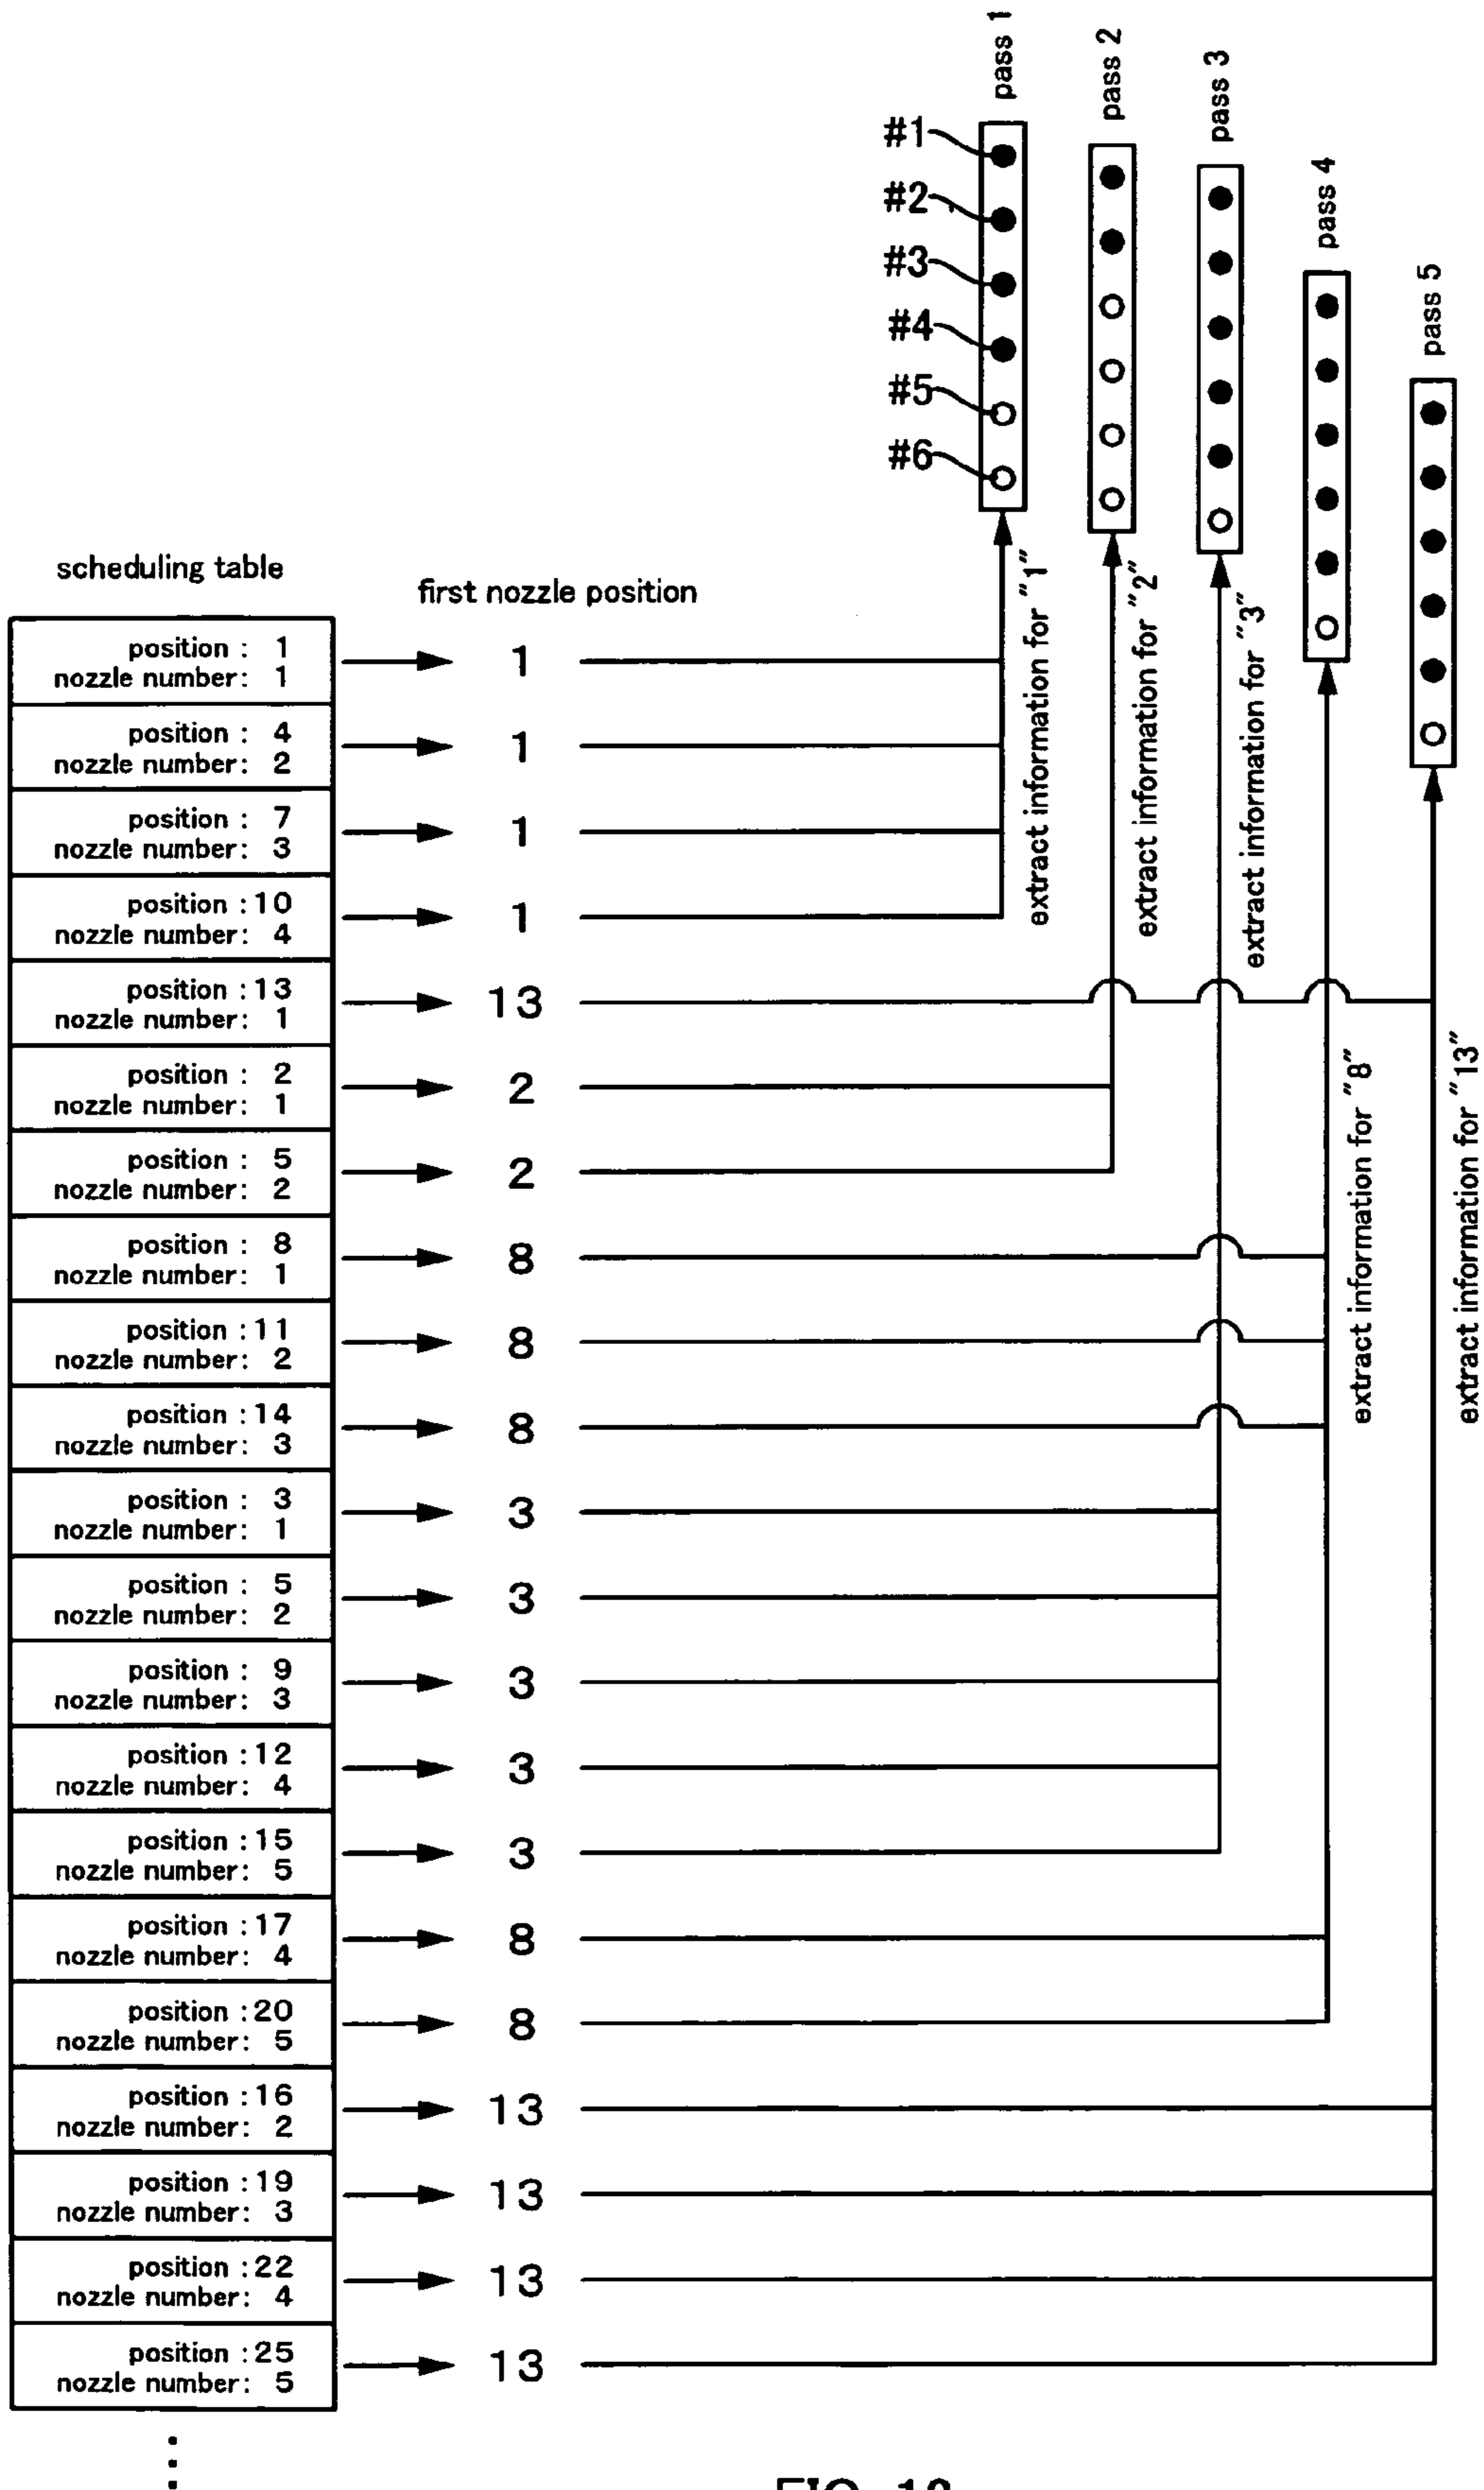 pass 1
pass 2
pass 3
pass 4
pass 5
#1
#2
#3
#4
#5
#6
scheduling table
first nozzle position
position : 1
nozzle number: 1
1
position : 4
nozzle number: 2
1
position : 7
nozzle number: 3
1
position :10
nozzle number: 4
1
position :13
nozzle number: 1
13
position : 2
nozzle number: 1
2
position : 5
nozzle number: 2
2
position : 8
nozzle number: 1
8
position :11
nozzle number: 2
8
position :14
nozzle number: 3
8
position : 3
nozzle number: 1
3
position : 5
nozzle number: 2
3
position : 9
nozzle number: 3
3
position :12
nozzle number: 4
3
position :15
nozzle number: 5
3
position :17
nozzle number: 4
8
position :20
nozzle number: 5
8
position :16
nozzle number: 2
13
position :19
nozzle number: 3
13
position :22
nozzle number: 4
13
position :25
nozzle number: 5
13
extract information for "1"
extract information for "2"
extract information for "3"
extract information for "8"
extract information for "13"